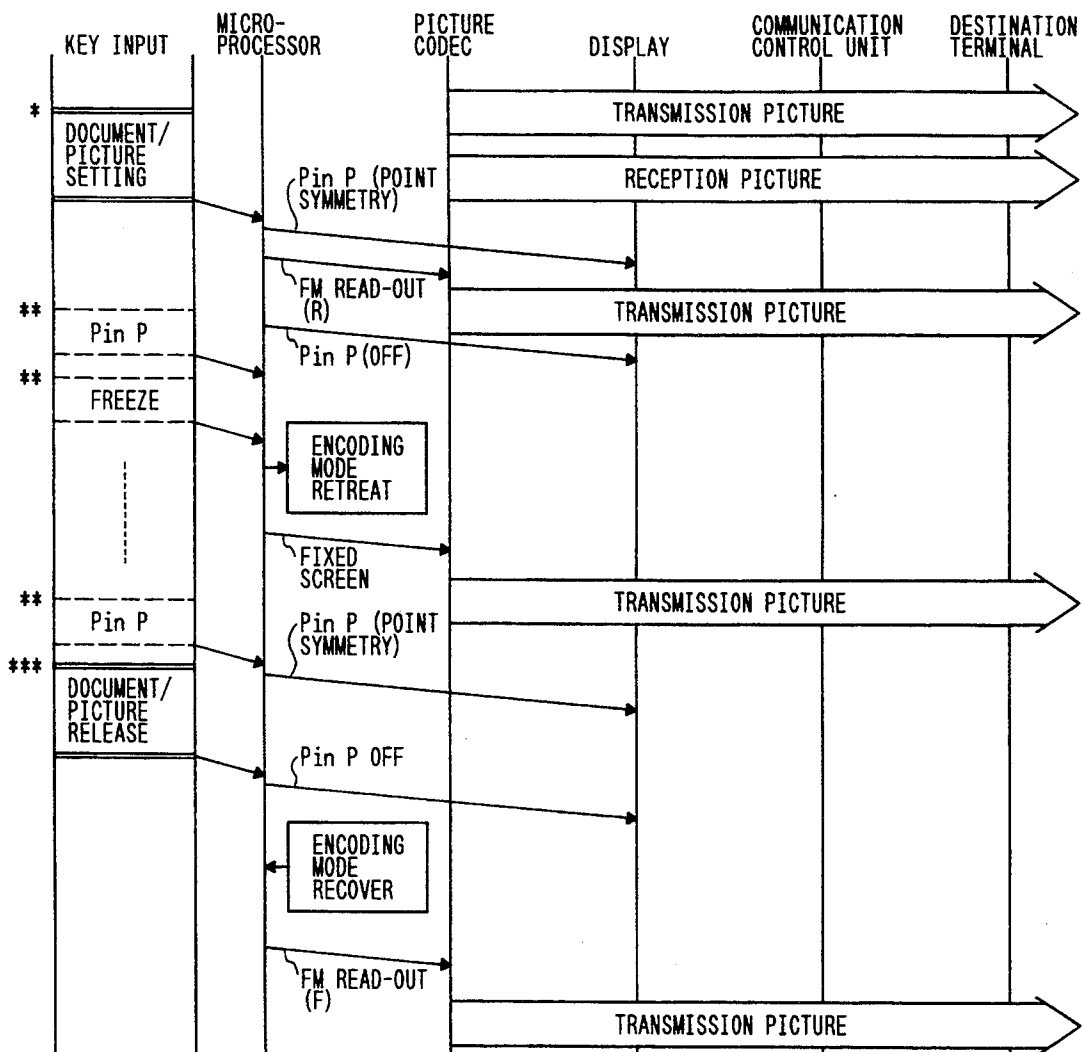 KEY INPUT
MICRO-
PROCESSOR
PICTURE
CODEC
DISPLAY
COMMUNICATION
CONTROL UNIT
DESTINATION
TERMINAL
*
DOCUMENT/
PICTURE
SETTING
TRANSMISSION PICTURE
RECEPTION PICTURE
Pin P (POINT
SYMMETRY)
FM READ-OUT
(R)
TRANSMISSION PICTURE
**
Pin P
Pin P (OFF)
**
FREEZE
ENCODING
MODE
RETREAT
FIXED
SCREEN
TRANSMISSION PICTURE
**
Pin P
Pin P (POINT
SYMMETRY)
***
DOCUMENT/
PICTURE
RELEASE
Pin P OFF
ENCODING
MODE
RECOVER
FM READ-OUT
(F)
TRANSMISSION PICTURE